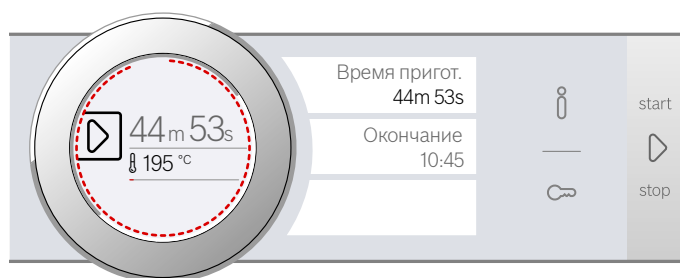 44m 53s
195 °C
Время пригот.
44m 53s
Окончание
10:45
start
stop